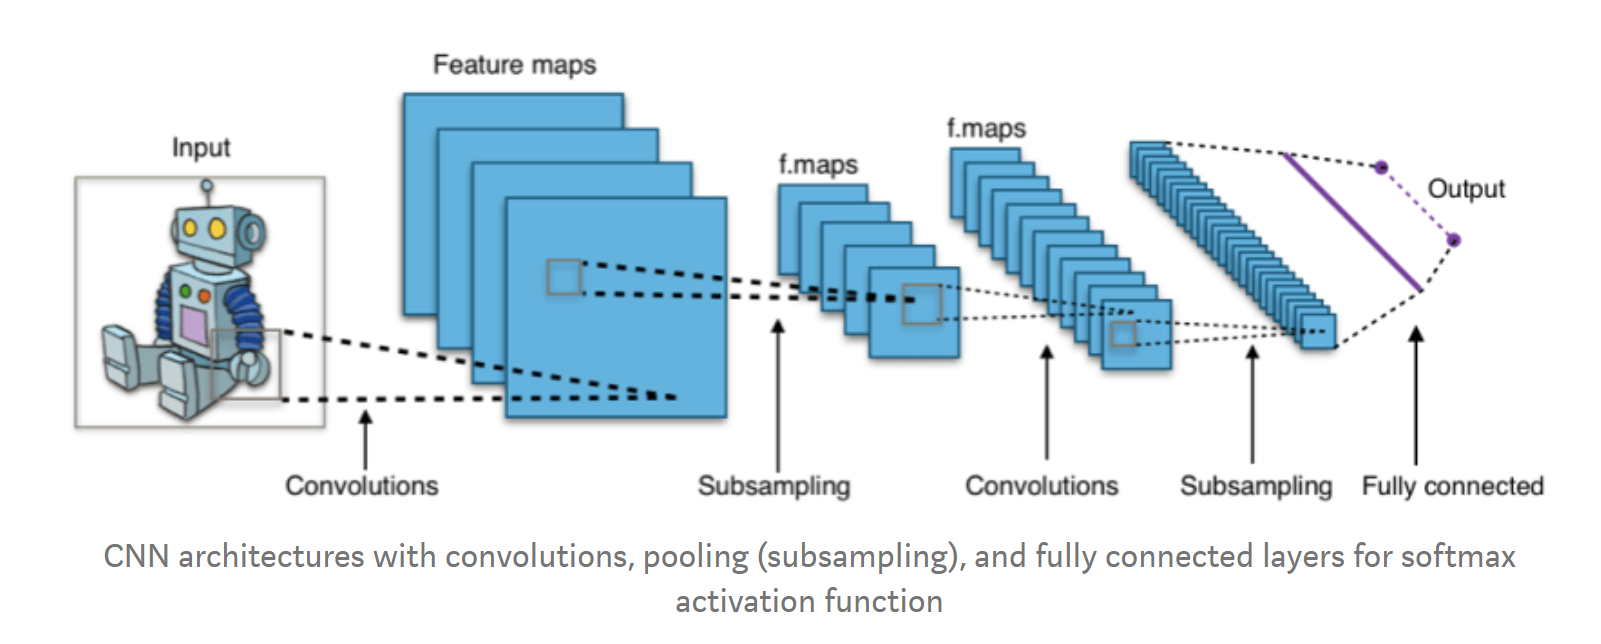 Feature maps
Input
f.maps
f.maps
Output
Convolutions
Subsampling
Convolutions
Subsampling
Fully connected
CNN architectures with convolutions, pooling (subsampling), and fully connected layers for softmax
activation function